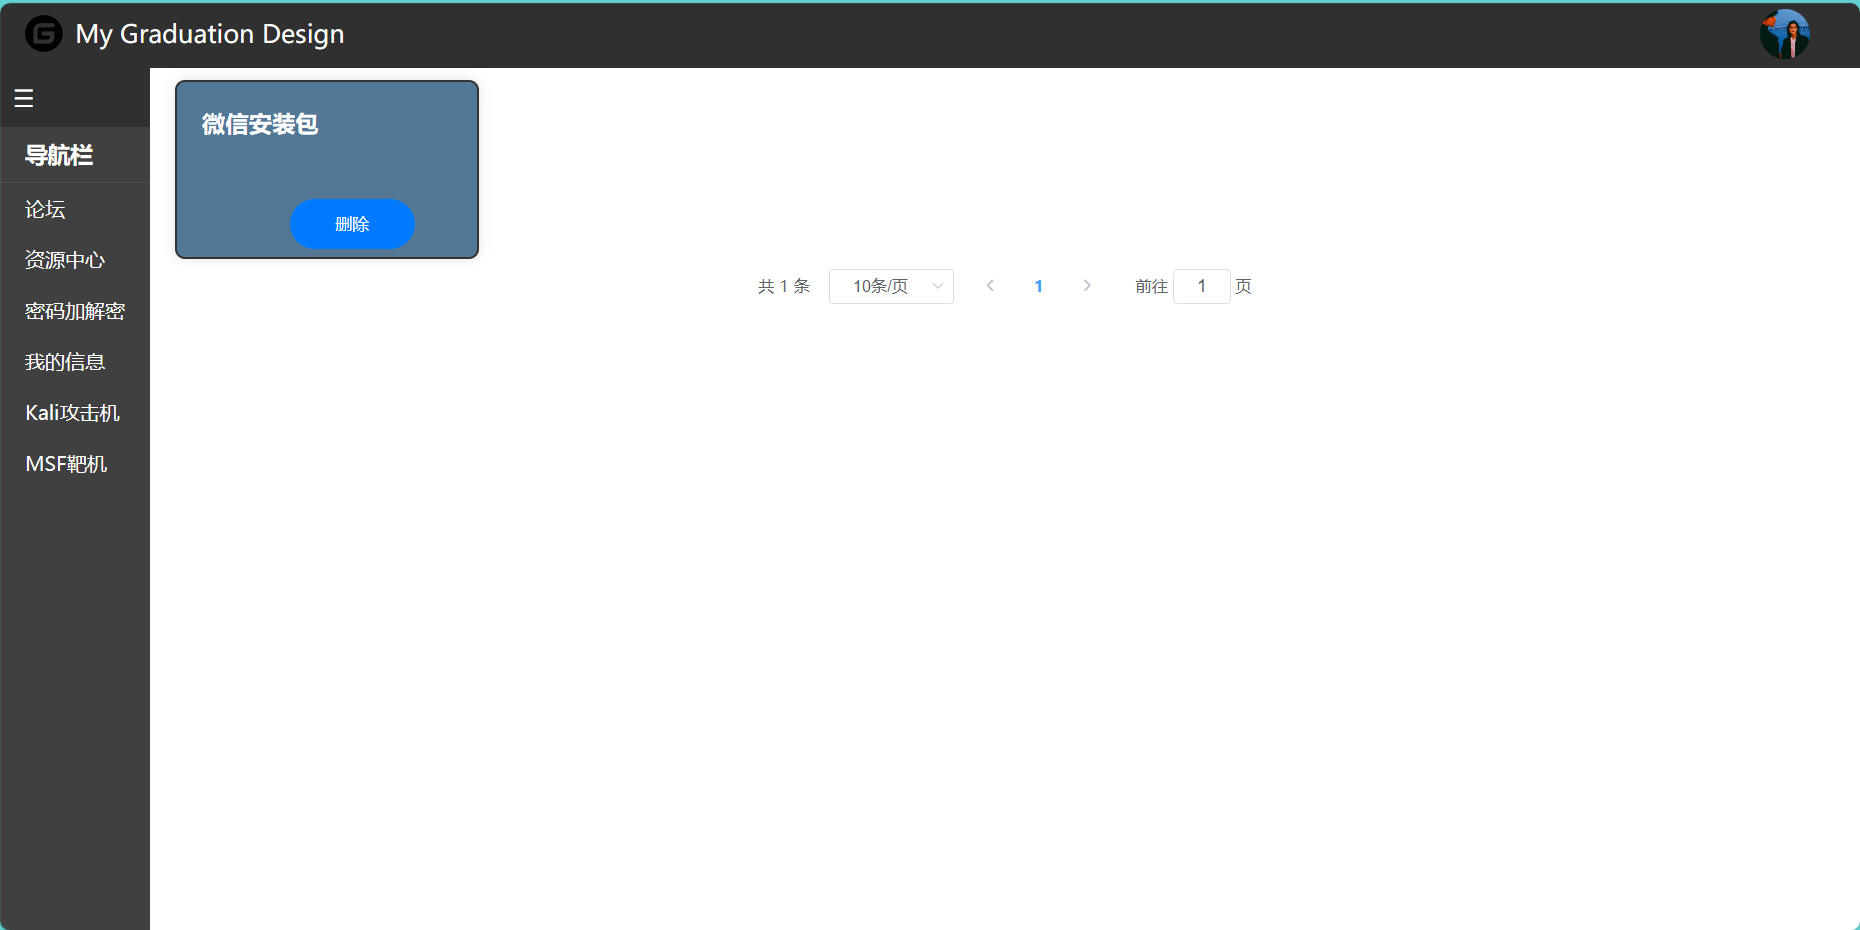 My Graduation Design
导航栏
论坛
资源中心
密码加解密
我的信息
Kali攻击机
MSF靶机
微信安装包
删除
共 1 条 10条/页 1 前往 1 页